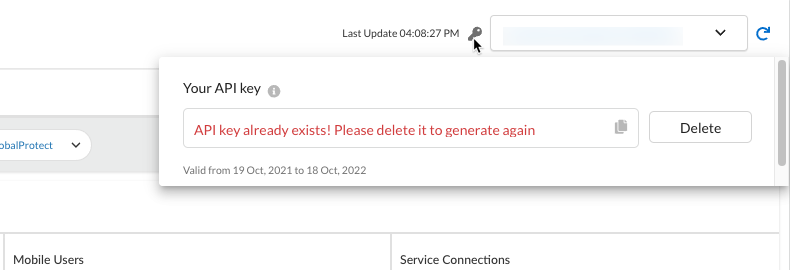 Last Update 04:08:27 PM
Your API key
API key already exists! Please delete it to generate again
Delete
Valid from 19 Oct, 2021 to 18 Oct, 2022
obalProtect
Mobile Users
Service Connections